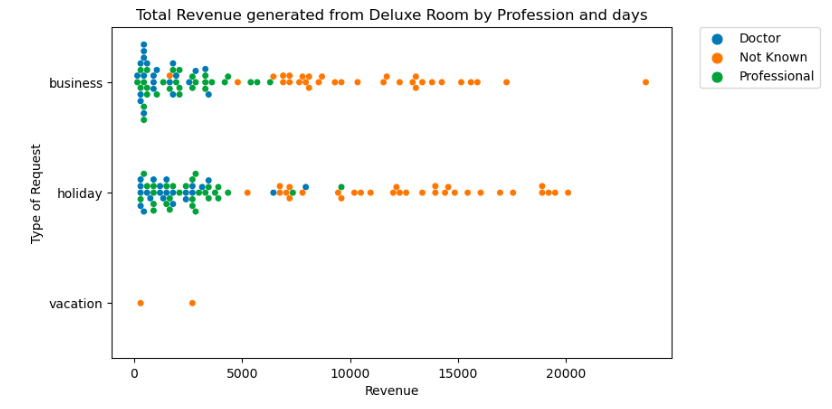 Total Revenue generated from Deluxe Room by Profession and days
Doctor
Not Known
Professional
Type of Request
business
holiday
vacation
0 5000 10000 15000 20000
Revenue